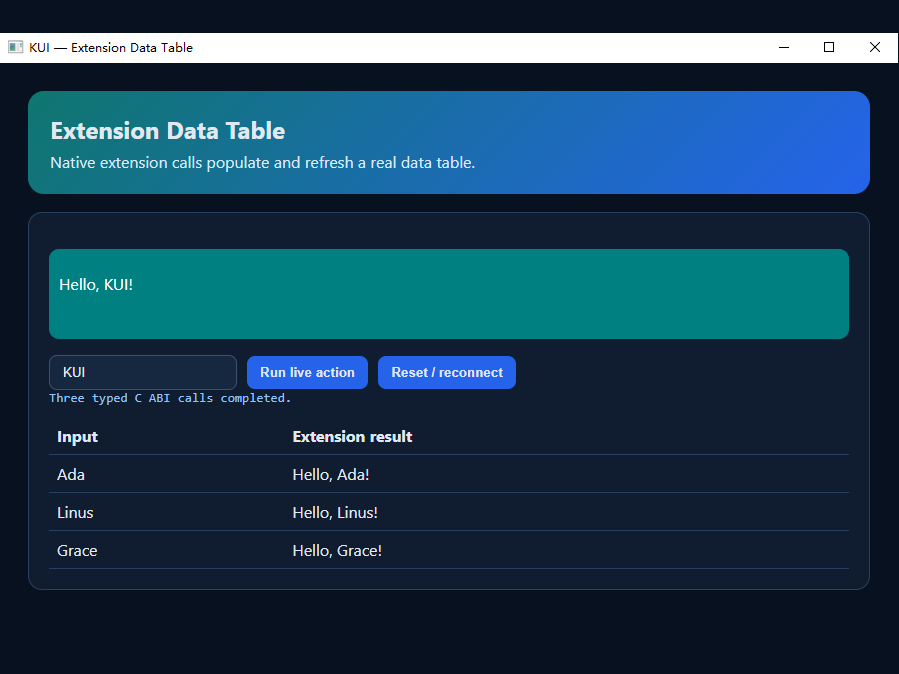 KUI — Extension Data Table
Extension Data Table
Native extension calls populate and refresh a real data table.
Hello, KUI!
KUI Run live action Reset / reconnect
Three typed C ABI calls completed.
Input Extension result
Ada Hello, Ada!
Linus Hello, Linus!
Grace Hello, Grace!